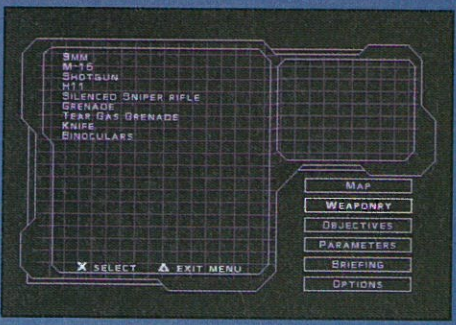 9MM
M-16
SHOTGUN
H11
SILENCED SNIPER RIFLE
GRENADE
TEAR GAS GRENADE
KNIFE
BINOCULARS
X SELECT △ EXIT MENU
MAP
WEAPONRY
OBJECTIVES
PARAMETERS
BRIEFING
OPTIONS